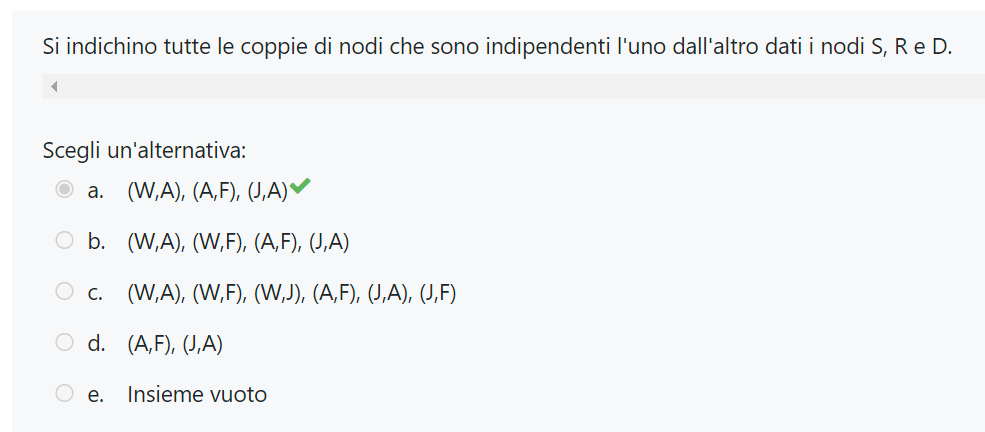 Si indichino tutte le coppie di nodi che sono indipendenti l'uno dall'altro dati i nodi S, R e D.
Scegli un'alternativa:
a. (W,A), (A,F), (J,A)
b. (W,A), (W,F), (A,F), (J,A)
c. (W,A), (W,F), (W,J), (A,F), (J,A), (J,F)
d. (A,F), (J,A)
e. Insieme vuoto